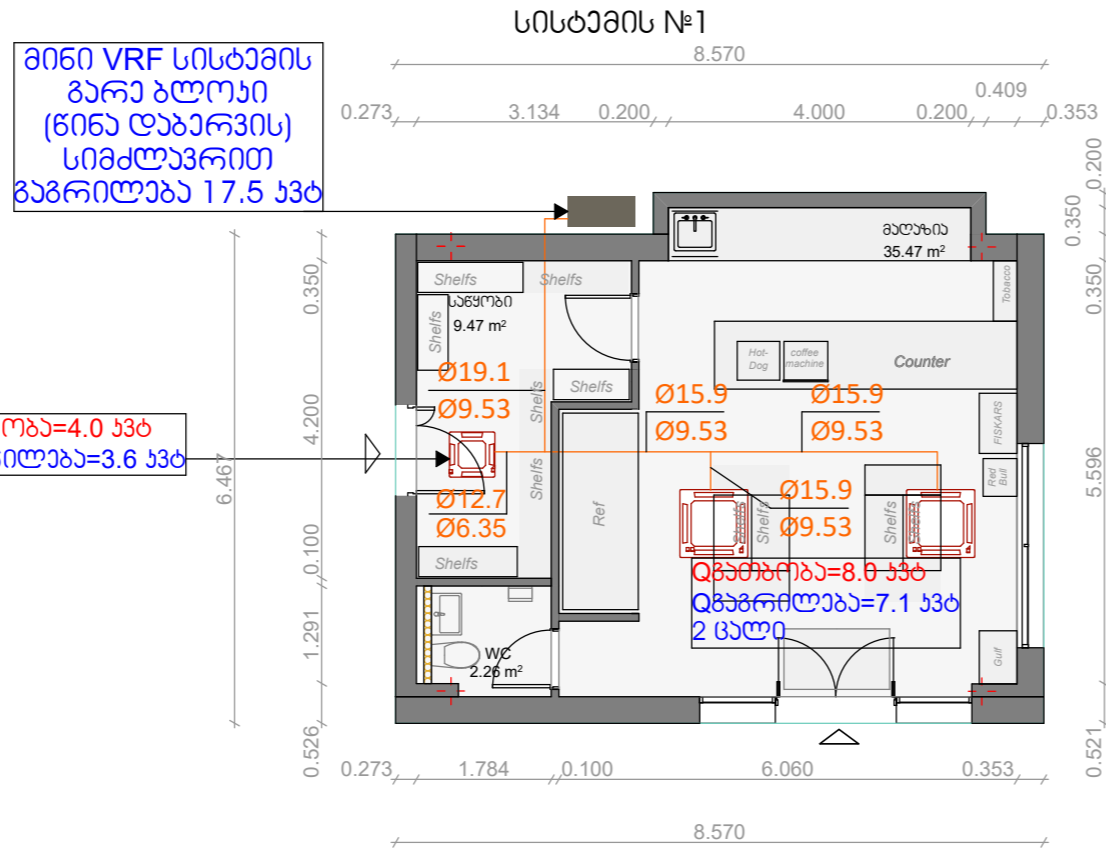 სისტემის №1
მინი VRF სისტემის
გარე ბლოკი
(წინა დაბერვის)
სიმძლავრით
გაგრილება 17.5 კვტ
8.570
0.409
0.273
3.134
0.200
4.000
0.200
0.353
0.200
0.350
0.350
0.350
მაღაზია
35.47 m²
Shelfs
Shelfs
Tobacco
საწყობი
9.47 m²
Shelfs
Hot-
Dog
coffee
machine
Counter
Ø19.1
Ø9.53
Shelfs
Shelfs
Ø15.9
Ø9.53
Ø15.9
Ø9.53
FISKARS
4.200
ობა=4.0 კვტ
ილება=3.6 კვტ
6.467
5.596
Shelfs
Red
Bull
Ø12.7
Ø6.35
Ref
Ø15.9
Ø9.53
Shelfs
Shelfs
Shelfs
Shelfs
0.100
Shelfs
Qგათბობა=8.0 კვტ
Qგაგრილება=7.1 კვტ
2 ცალი
1.291
WC
2.26 m²
Gulf
0.526
0.521
0.273
1.784
0.100
6.060
0.353
8.570